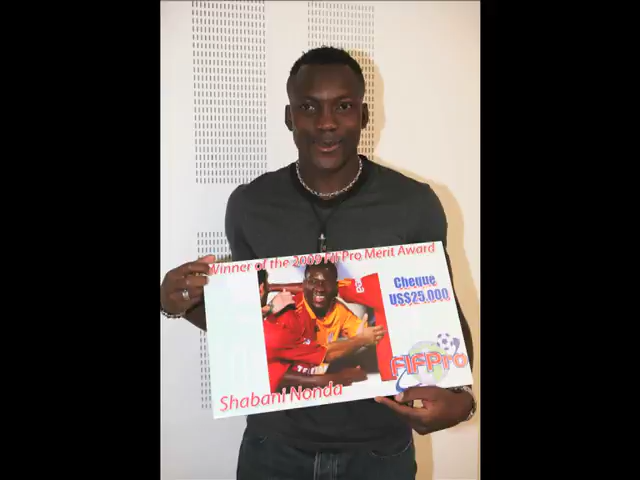 Winner of the 2009 FIFPro Merit Award
Cheque
US$25.000
FIFPro
Shabani Nonda